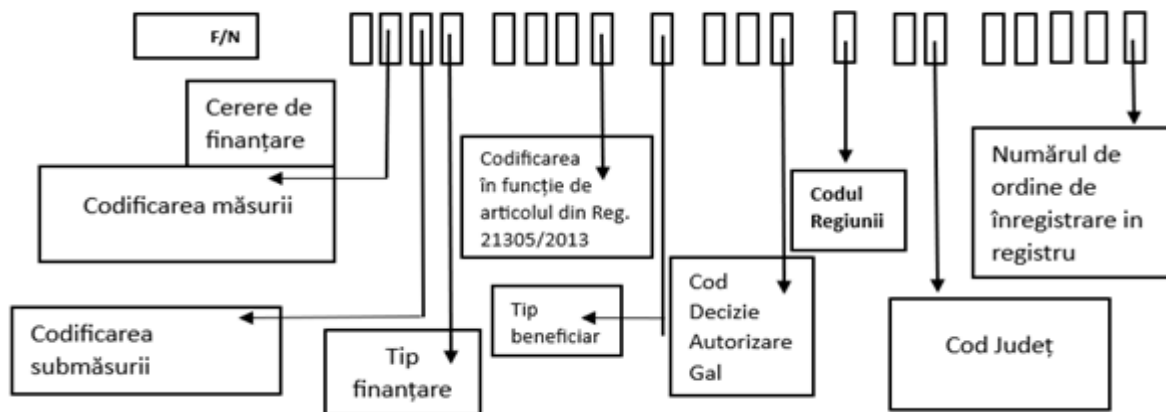 F/N
Cerere de
finanțare
Codificarea măsurii
Codificarea
submăsurii
Tip
finanțare
Codificarea
în funcție de
articolul din Reg.
21305/2013
Tip
beneficiar
Cod
Decizie
Autorizare
Gal
Codul
Regiunii
Cod Județ
Numărul de
ordine de
înregistrare in
registru